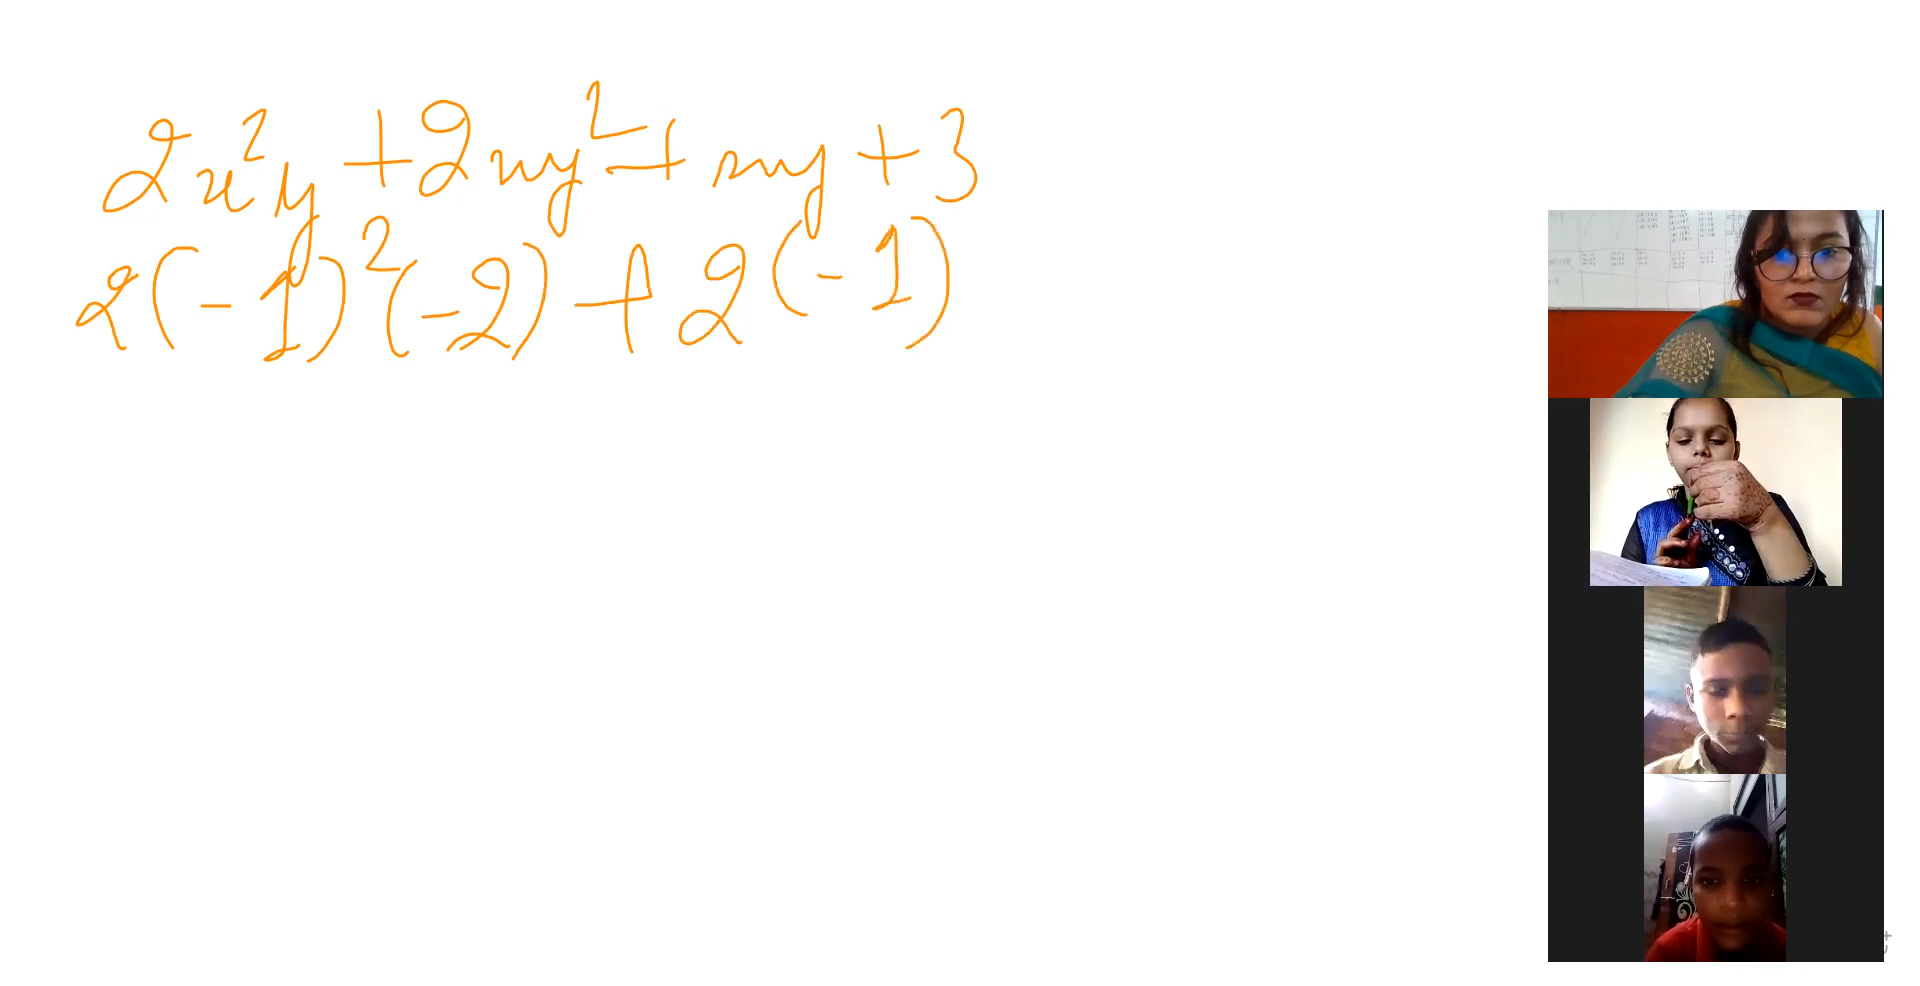 2x²y + 2xy² + xy + 3
2(-1)²(-2) + 2(-1)